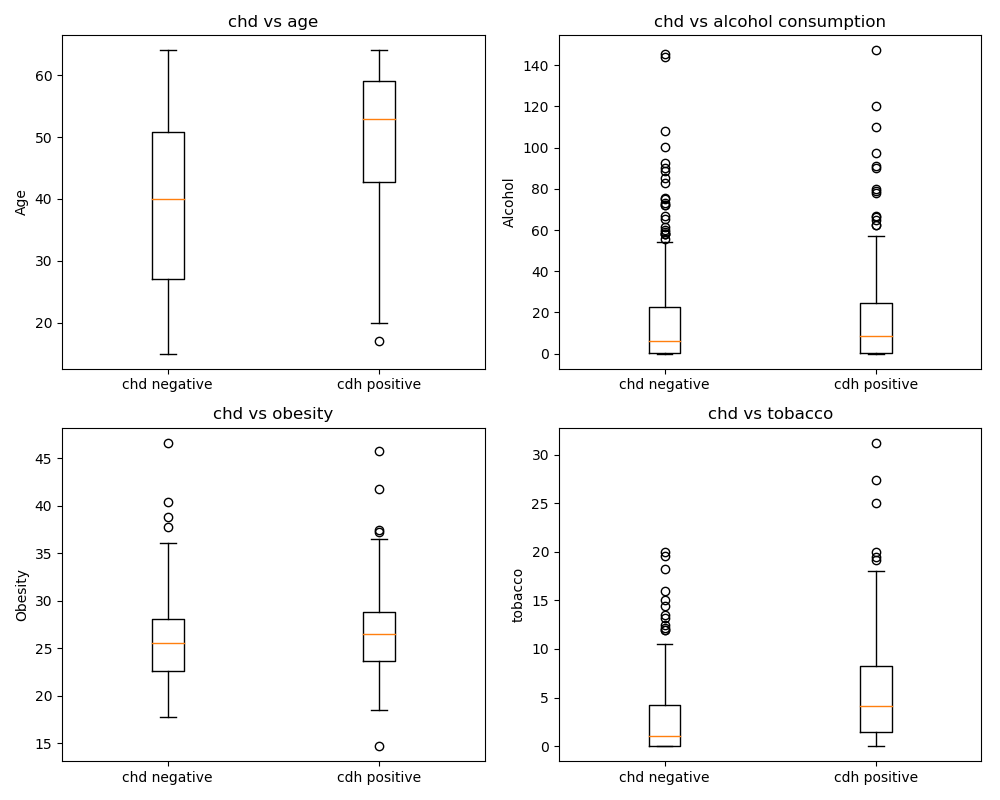 chd vs age
Age
60
50
40
30
20
chd negative
cdh positive
chd vs alcohol consumption
Alcohol
140
120
100
80
60
40
20
0
chd negative
cdh positive
chd vs obesity
Obesity
45
40
35
30
25
20
15
chd negative
cdh positive
chd vs tobacco
tobacco
30
25
20
15
10
5
0
chd negative
cdh positive